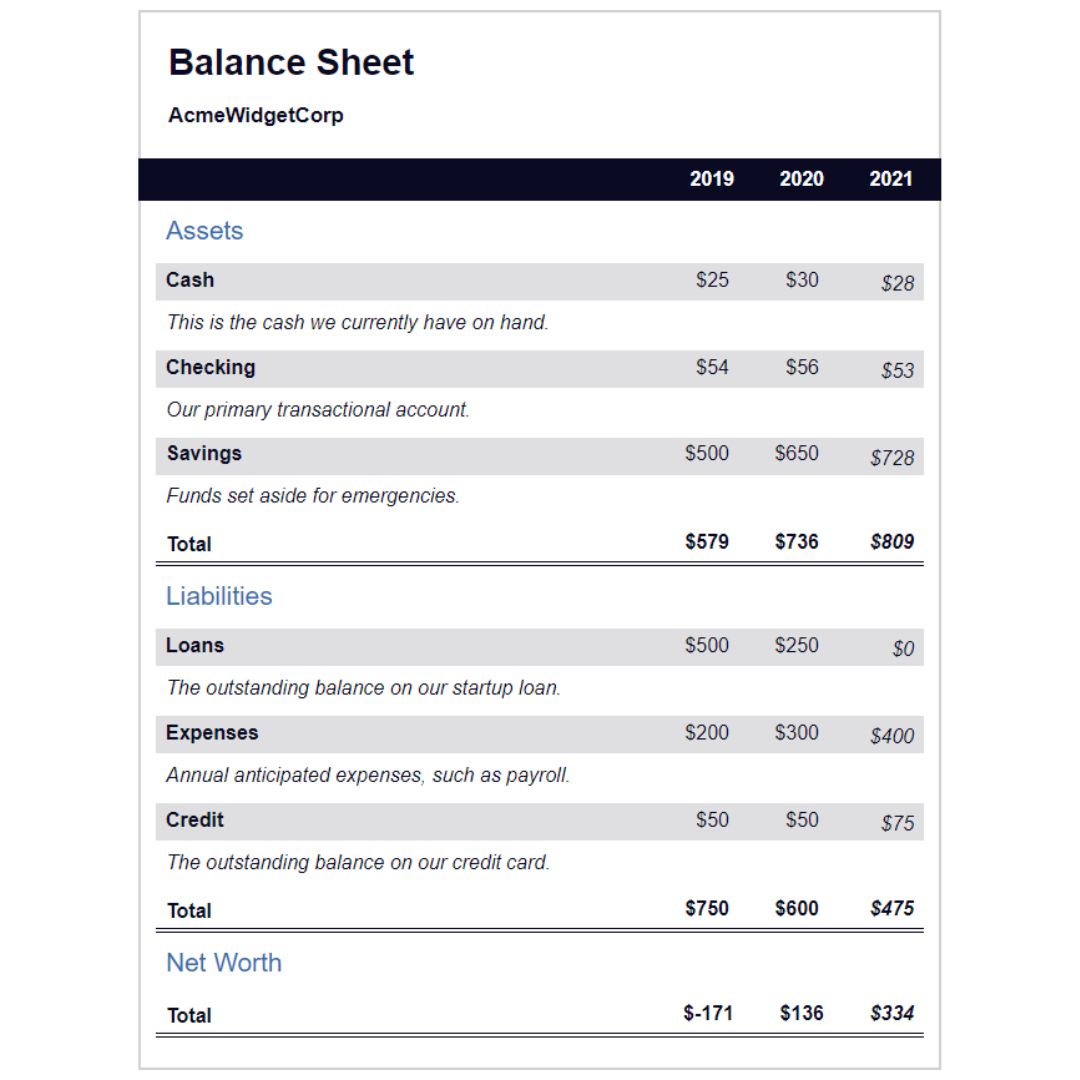 Balance Sheet
AcmeWidgetCorp
2019 2020 2021
Assets
Cash $25 $30 $28
This is the cash we currently have on hand.
Checking $54 $56 $53
Our primary transactional account.
Savings $500 $650 $728
Funds set aside for emergencies.
Total $579 $736 $809
Liabilities
Loans $500 $250 $0
The outstanding balance on our startup loan.
Expenses $200 $300 $400
Annual anticipated expenses, such as payroll.
Credit $50 $50 $75
The outstanding balance on our credit card.
Total $750 $600 $475
Net Worth
Total $-171 $136 $334